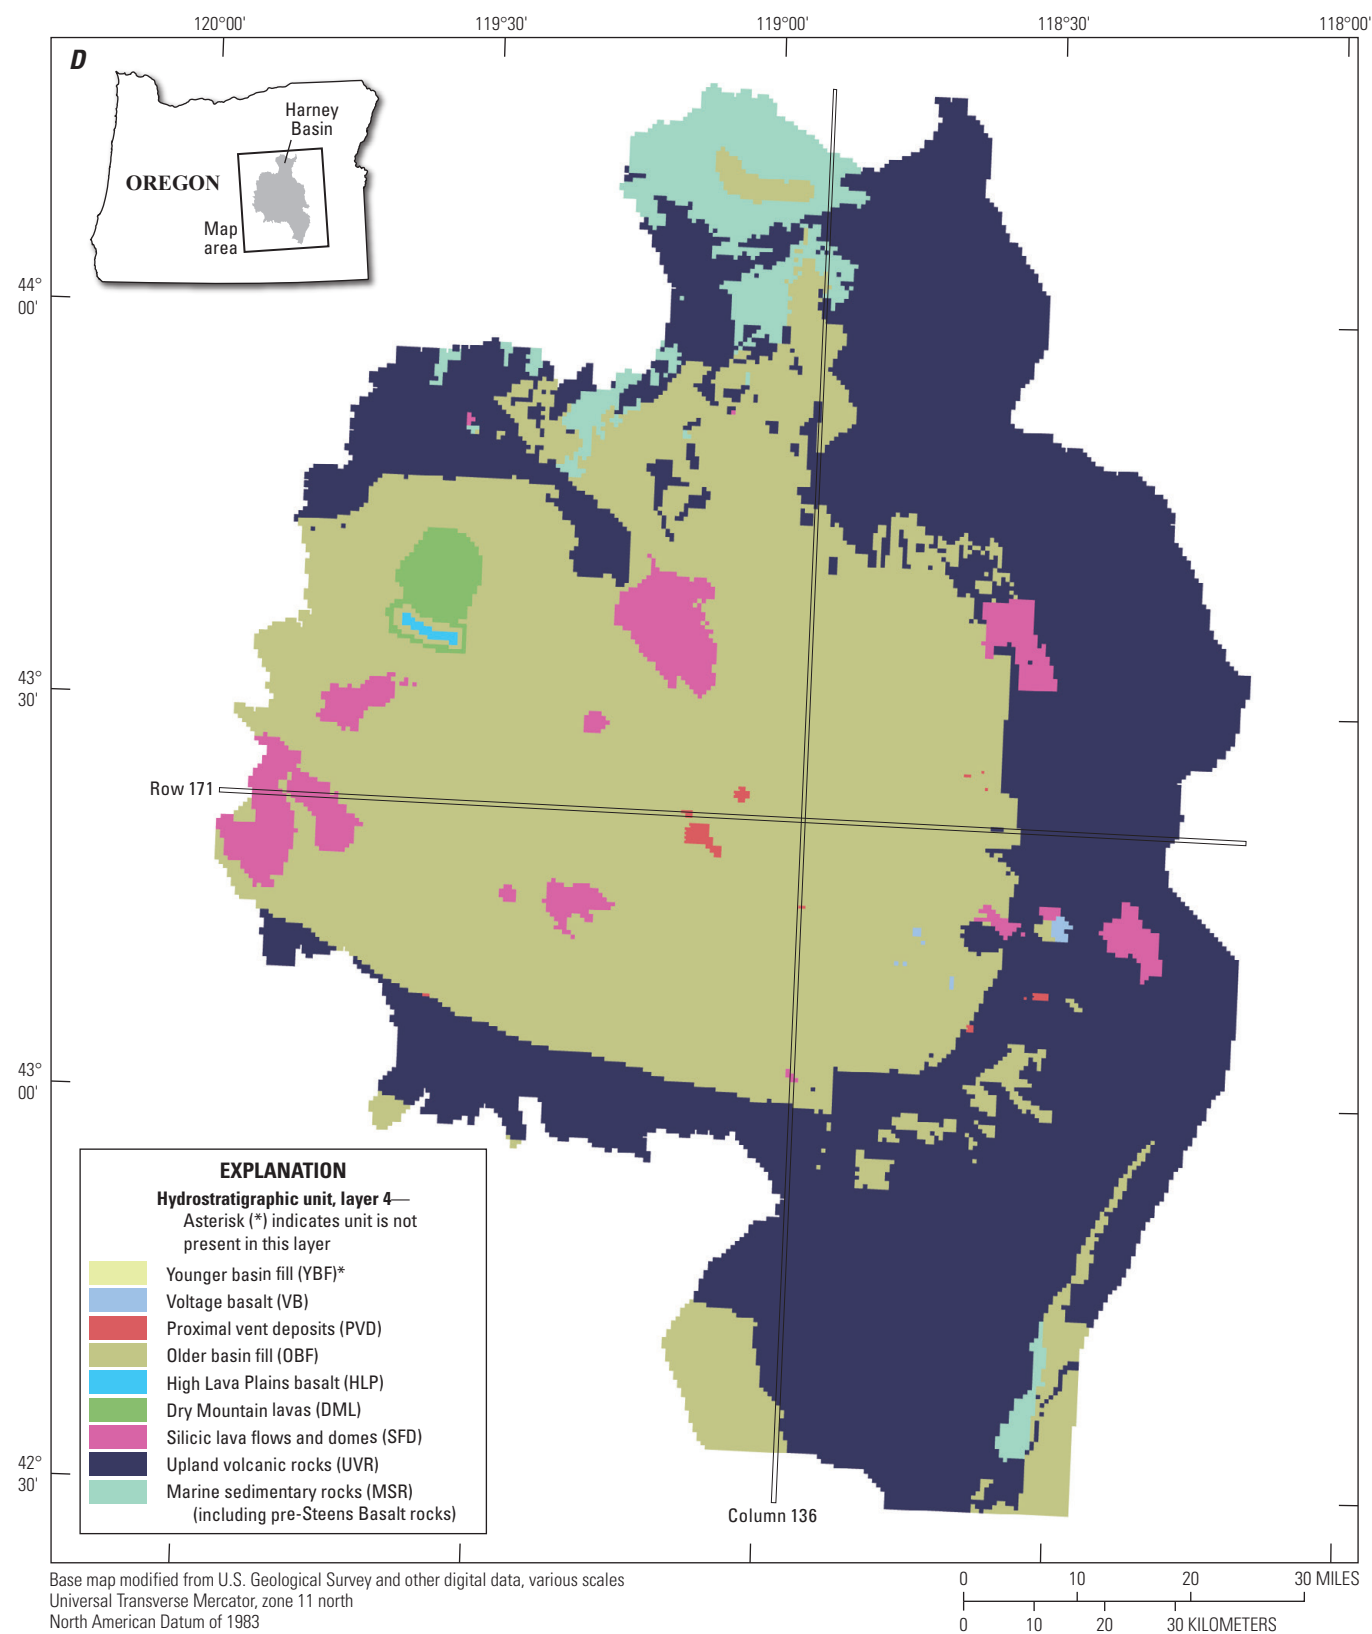 120°00'
119°30'
119°00'
118°30'
118°00'
D
Harney
Basin
OREGON
Map
area
44°
00'
43°
30'
Row 171
43°
00'
EXPLANATION
Hydrostratigraphic unit, layer 4—
Asterisk (*) indicates unit is not
present in this layer
Younger basin fill (YBF)*
Voltage basalt (VB)
Proximal vent deposits (PVD)
Older basin fill (OBF)
High Lava Plains basalt (HLP)
Dry Mountain lavas (DML)
Silicic lava flows and domes (SFD)
Upland volcanic rocks (UVR)
Marine sedimentary rocks (MSR)
(including pre-Steens Basalt rocks)
42°
30'
Column 136
Base map modified from U.S. Geological Survey and other digital data, various scales
Universal Transverse Mercator, zone 11 north
North American Datum of 1983
0 10 20 30 MILES
0 10 20 30 KILOMETERS